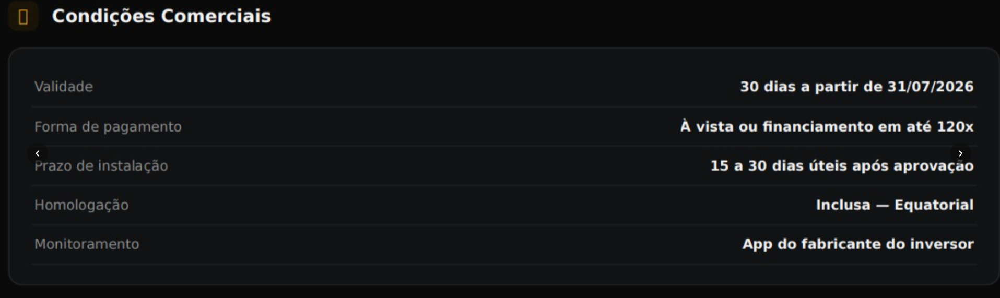 Condições Comerciais
Validade
30 dias a partir de 31/07/2026
Forma de pagamento
À vista ou financiamento em até 120x
Prazo de instalação
15 a 30 dias úteis após aprovação
Homologação
Inclusa — Equatorial
Monitoramento
App do fabricante do inversor